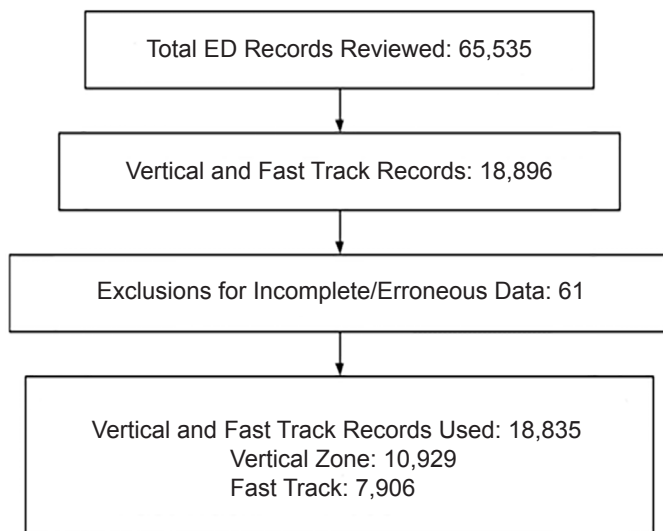 Total ED Records Reviewed: 65,535
Vertical and Fast Track Records: 18,896
Exclusions for Incomplete/Erroneous Data: 61
Vertical and Fast Track Records Used: 18,835
Vertical Zone: 10,929
Fast Track: 7,906